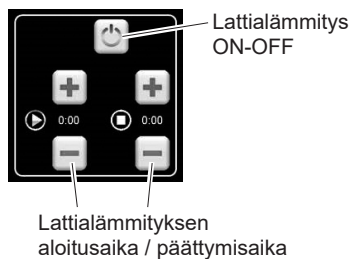 Lattialämmitys
ON-OFF
0:00 0:00
Lattialämmityksen
aloitusaika / päättymisaika